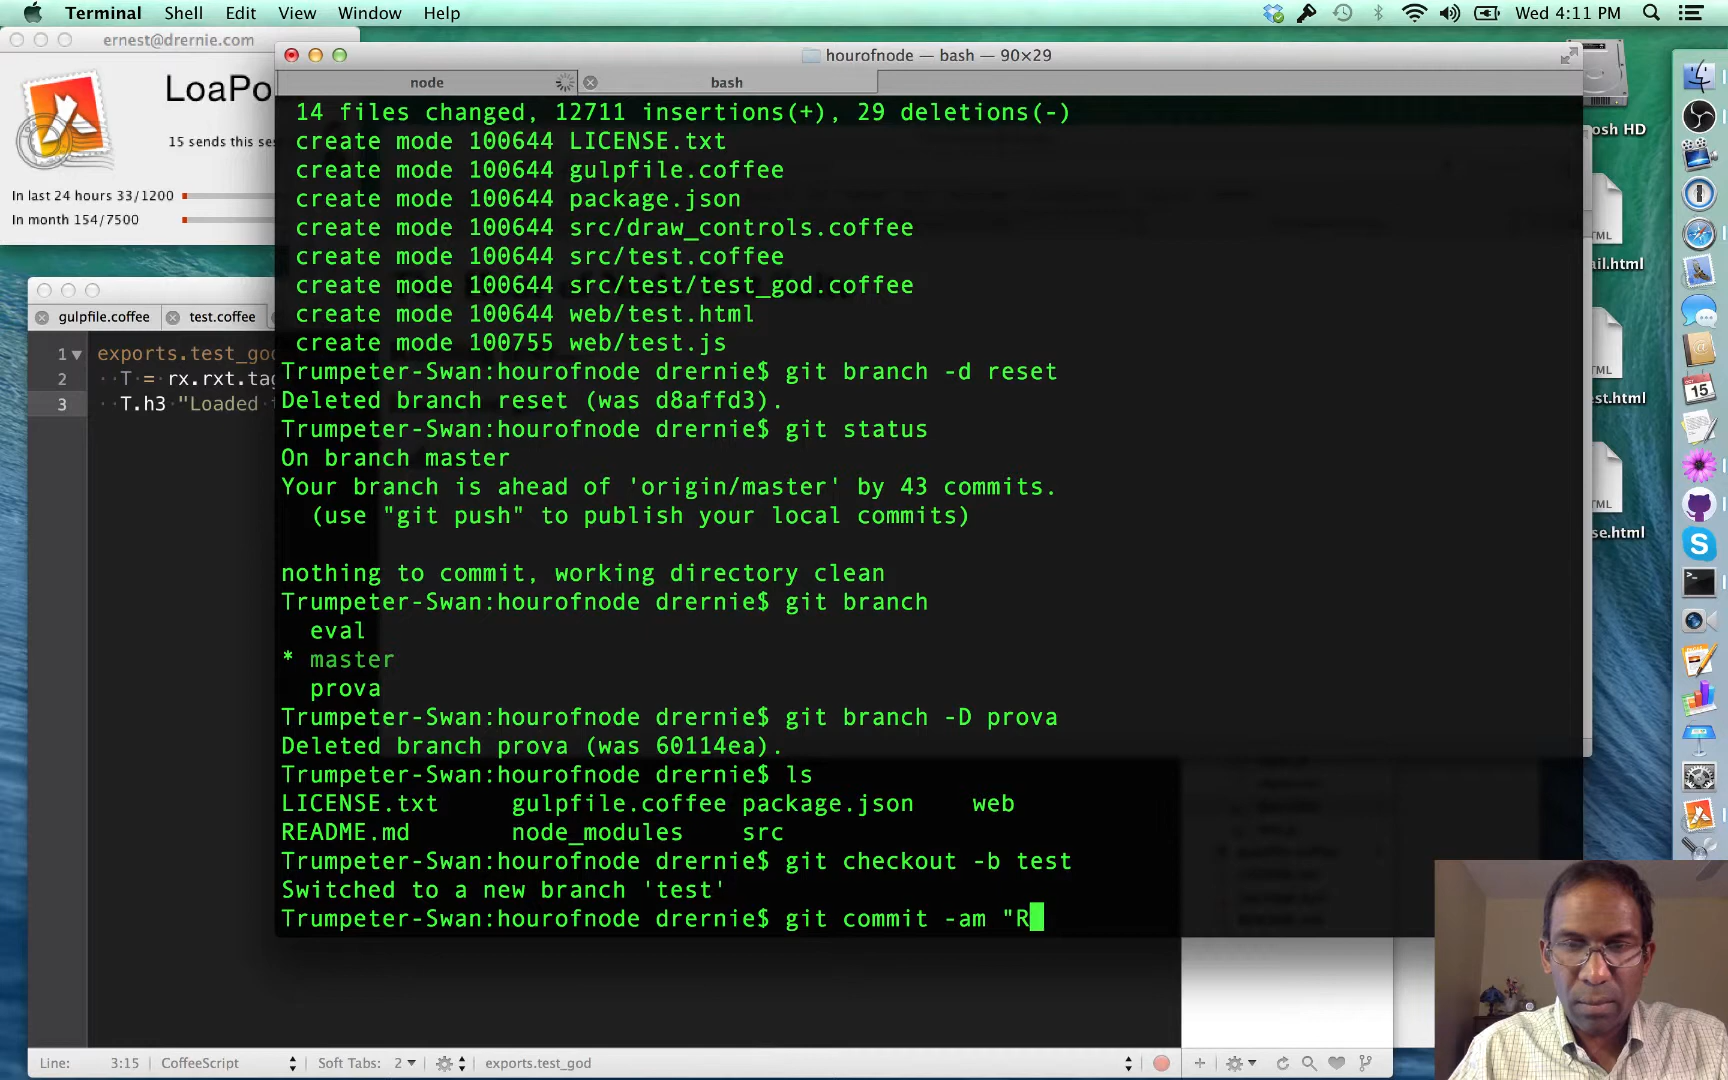 Terminal Shell Edit View Window Help
Wed 4:11 PM
ernest@drernie.com
LoaPo
15 sends this ses
In last 24 hours 33/1200
In month 154/7500
hourofnode — bash — 90×29
node
bash
14 files changed, 12711 insertions(+), 29 deletions(-)
create mode 100644 LICENSE.txt
create mode 100644 gulpfile.coffee
create mode 100644 package.json
create mode 100644 src/draw_controls.coffee
create mode 100644 src/test.coffee
create mode 100644 src/test/test_god.coffee
create mode 100644 web/test.html
create mode 100755 web/test.js
Trumpeter-Swan:hourofnode drernie$ git branch -d reset
Deleted branch reset (was d8affd3).
Trumpeter-Swan:hourofnode drernie$ git status
On branch master
Your branch is ahead of 'origin/master' by 43 commits.
(use "git push" to publish your local commits)
nothing to commit, working directory clean
Trumpeter-Swan:hourofnode drernie$ git branch
eval
* master
prova
Trumpeter-Swan:hourofnode drernie$ git branch -D prova
Deleted branch prova (was 60114ea).
Trumpeter-Swan:hourofnode drernie$ ls
LICENSE.txt gulpfile.coffee package.json web
README.md node_modules src
Trumpeter-Swan:hourofnode drernie$ git checkout -b test
Switched to a new branch 'test'
Trumpeter-Swan:hourofnode drernie$ git commit -am "R
gulpfile.coffee
test.coffee
1 exports.test_god
2 T = rx.rxt.tag
3 T.h3 "Loaded
Line: 3:15 CoffeeScript Soft Tabs: 2 exports.test_god
osh HD
TML
ail.html
TML
st.html
TML
se.html
OCT
15